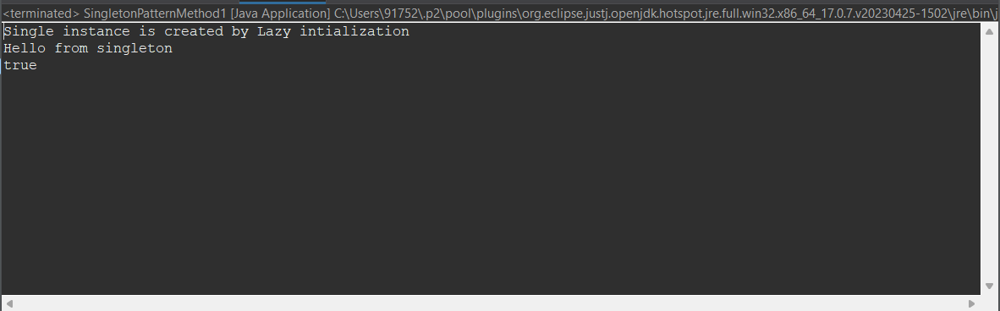 <terminated> SingletonPatternMethod1 [Java Application] C:\Users\91752\.p2\pool\plugins\org.eclipse.justj.openjdk.hotspot.jre.full.win32.x86_64_17.0.7.v20230425-1502\jre\bin\j
Single instance is created by Lazy intialization
Hello from singleton
true